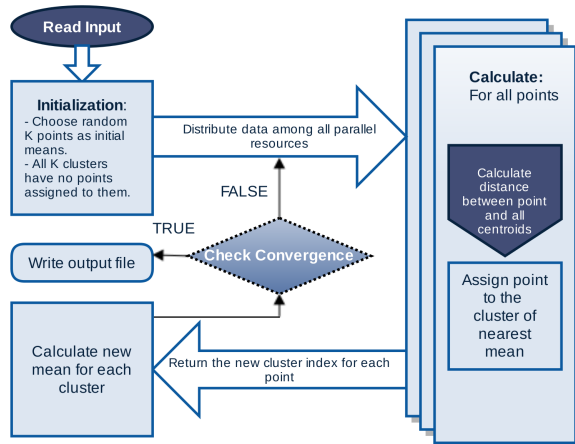 Read Input
Initialization:
- Choose random
K points as initial
means.
- All K clusters
have no points
assigned to them.
Distribute data among all parallel
resources
Calculate:
For all points
Calculate
distance
between point
and all
centroids
Assign point
to the
cluster of
nearest
mean
FALSE
TRUE
Check Convergence
Write output file
Return the new cluster index for each
point
Calculate new
mean for each
cluster